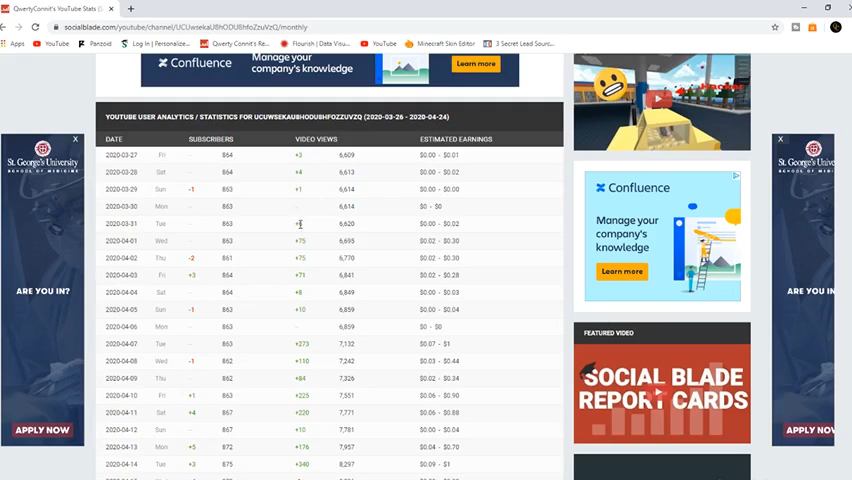 QwertyConnit's YouTube Stats (S
socialblade.com/youtube/channel/UCUwsekaU8hODU8hfoZzuVzQ/monthly
Apps YouTube Panzoid Log In | Personalize... Qwerty Connit's Re... Flourish | Data Visu... YouTube Minecraft Skin Editor 3 Secret Lead Sourc...
Confluence
Manage your
company's knowledge
Learn more
YOUTUBE USER ANALYTICS / STATISTICS FOR UCUWSEKAU8HODU8HFOZZUVZQ (2020-03-26 - 2020-04-24)
DATE SUBSCRIBERS VIDEO VIEWS ESTIMATED EARNINGS
2020-03-27 Fri -- 864 +3 6,609 $0.00 - $0.01
2020-03-28 Sat -- 864 +4 6,613 $0.00 - $0.02
2020-03-29 Sun -1 863 +1 6,614 $0.00 - $0.00
2020-03-30 Mon -- 863 -- 6,614 $0 - $0
2020-03-31 Tue -- 863 6,620 $0.00 - $0.02
2020-04-01 Wed -- 863 +75 6,695 $0.02 - $0.30
2020-04-02 Thu -2 861 +75 6,770 $0.02 - $0.30
2020-04-03 Fri +3 864 +71 6,841 $0.02 - $0.28
2020-04-04 Sat -- 864 +8 6,849 $0.00 - $0.03
2020-04-05 Sun -1 863 +10 6,859 $0.00 - $0.04
2020-04-06 Mon -- 863 -- 6,859 $0 - $0
2020-04-07 Tue -- 863 +273 7,132 $0.07 - $1
2020-04-08 Wed -1 862 +110 7,242 $0.03 - $0.44
2020-04-09 Thu -- 862 +84 7,326 $0.02 - $0.34
2020-04-10 Fri +1 863 +225 7,551 $0.06 - $0.90
2020-04-11 Sat +4 867 +220 7,771 $0.06 - $0.88
2020-04-12 Sun -- 867 +10 7,781 $0.00 - $0.04
2020-04-13 Mon +5 872 +176 7,957 $0.04 - $0.70
2020-04-14 Tue +3 875 +340 8,297 $0.09 - $1
St. George's University
SCHOOL OF MEDICINE
ARE YOU IN?
APPLY NOW
Confluence
Manage your
company's
knowledge
Learn more
FEATURED VIDEO
SOCIAL BLADE
REPORT CARDS
X
St. George's University
SCHOOL OF MEDICINE
ARE YOU IN?
APPLY NOW
X